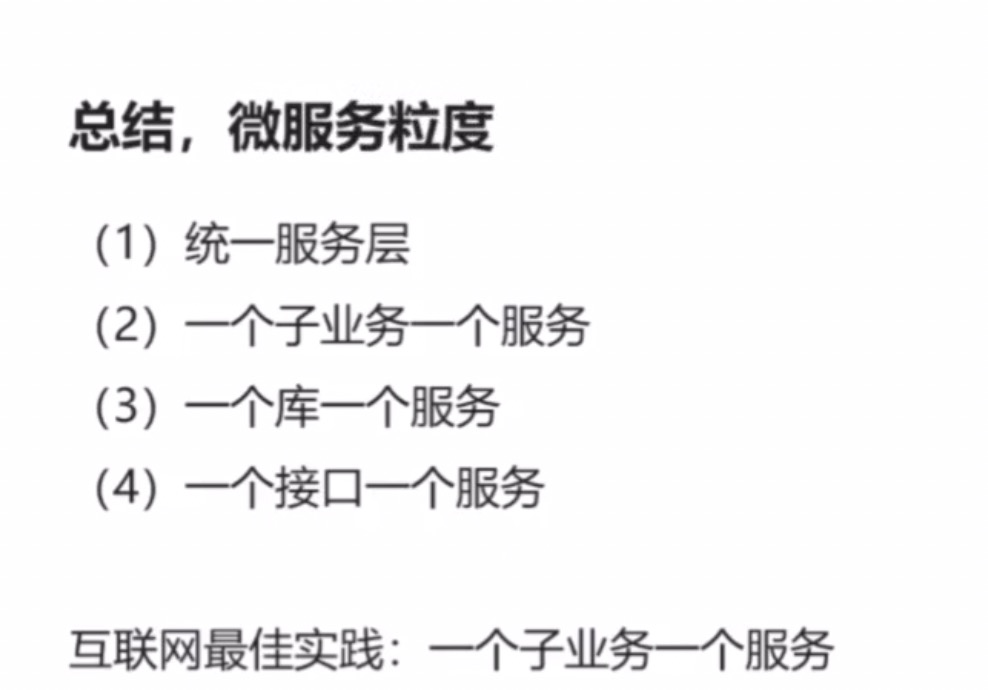 总结，微服务粒度
（1）统一服务层
（2）一个子业务一个服务
（3）一个库一个服务
（4）一个接口一个服务
互联网最佳实践：一个子业务一个服务